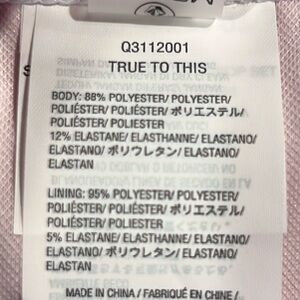 Q3112001
TRUE TO THIS
BODY: 88% POLYESTER/ POLYESTER/
POLIÉSTER/ POLIÉSTER/ ポリエステル/
POLIÉSTER/ POLIESTER
12% ELASTANE/ ELASTHANNE/ ELASTANO/
ELASTANO/ ポリウレタン/ ELASTANO/
ELASTAN
LINING: 95% POLYESTER/ POLYESTER/
POLIÉSTER/ POLIÉSTER/ ポリエステル/
POLIÉSTER/ POLIESTER
5% ELASTANE/ ELASTHANNE/ ELASTANO/
ELASTANO/ ポリウレタン/ ELASTANO/
ELASTAN
MADE IN CHINA / FABRIQUÉ EN CHINE /